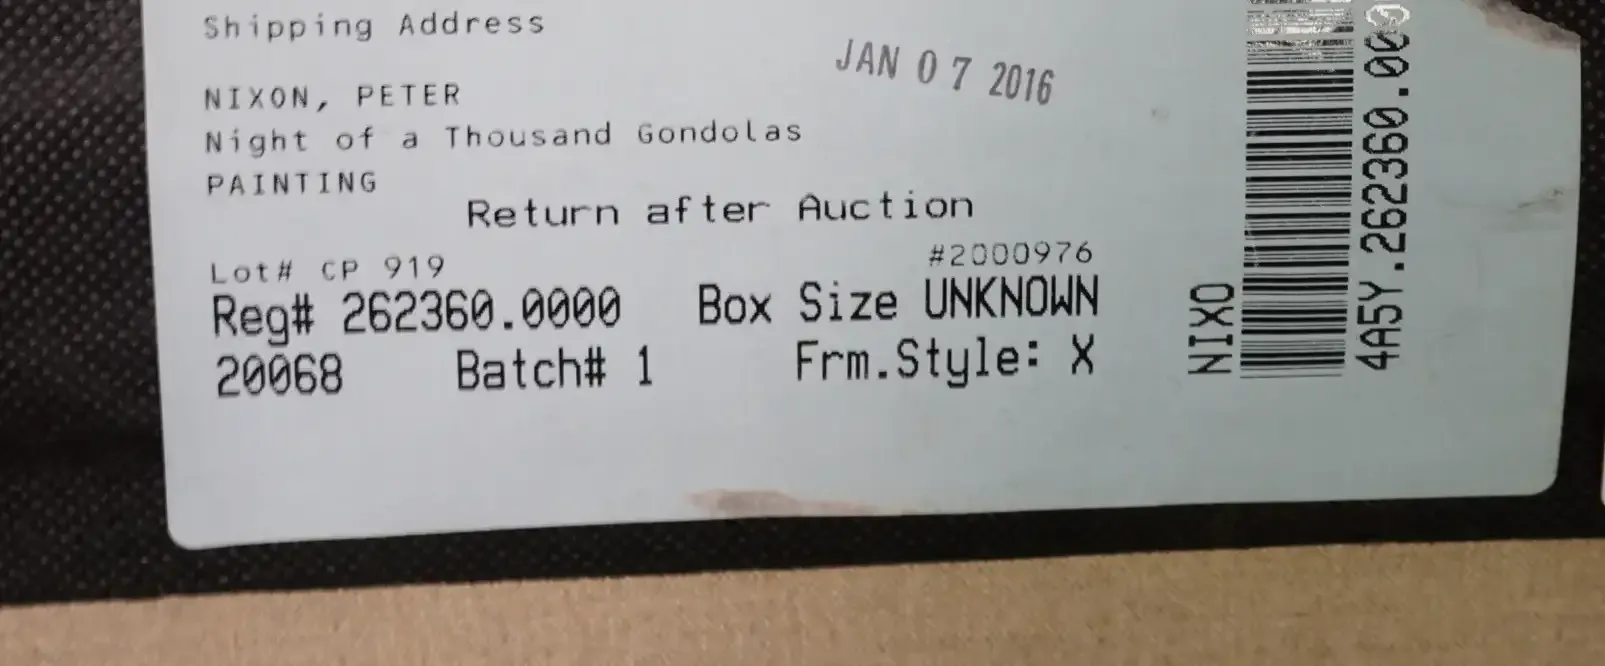 Shipping Address
JAN 07 2016
NIXON, PETER
Night of a Thousand Gondolas
PAINTING
Return after Auction
Lot# CP 919
#2000976
Reg# 262360.0000 Box Size UNKNOWN
20068 Batch# 1 Frm.Style: X
NIXO
4A5Y.262360.000